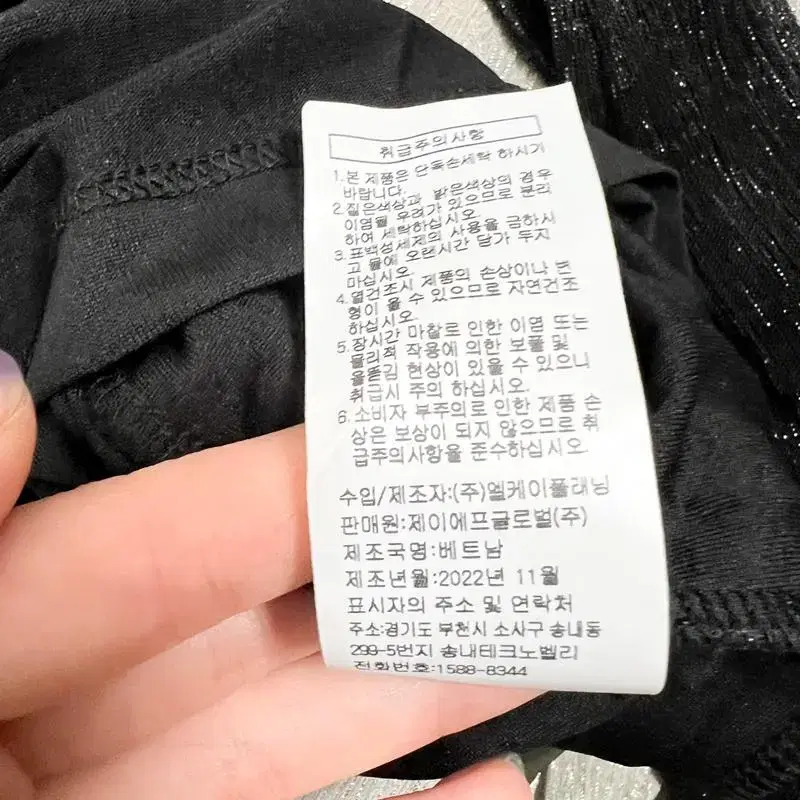 취급주의사항
1.본 제품은 단독손세탁 하시기
바랍니다.
2.짙은색상과 밝은색상의 경우
이염될 우려가 있으므로 분리
하여 세탁하십시오.
3.표백성세제의 사용을 금하시
고 물에 오랜시간 담가 두지
마십시오.
4.열건조시 제품의 손상이나 변
형이 올 수 있으므로 자연건조
하십시오.
5.장시간 마찰로 인한 이염 또는
물리적 작용에 의한 보풀 및
올뜯김 현상이 있을 수 있으니
취급시 주의 하십시오.
6.소비자 부주의로 인한 제품 손
상은 보상이 되지 않으므로 취
급주의사항을 준수하십시오.
수입/제조자:(주)엘케이플래닝
판매원:제이에프글로벌(주)
제조국명:베트남
제조년월:2022년 11월
표시자의 주소 및 연락처
주소:경기도 부천시 소사구 송내동
299-5번지 송내테크노벨리
전화번호:1588-8344